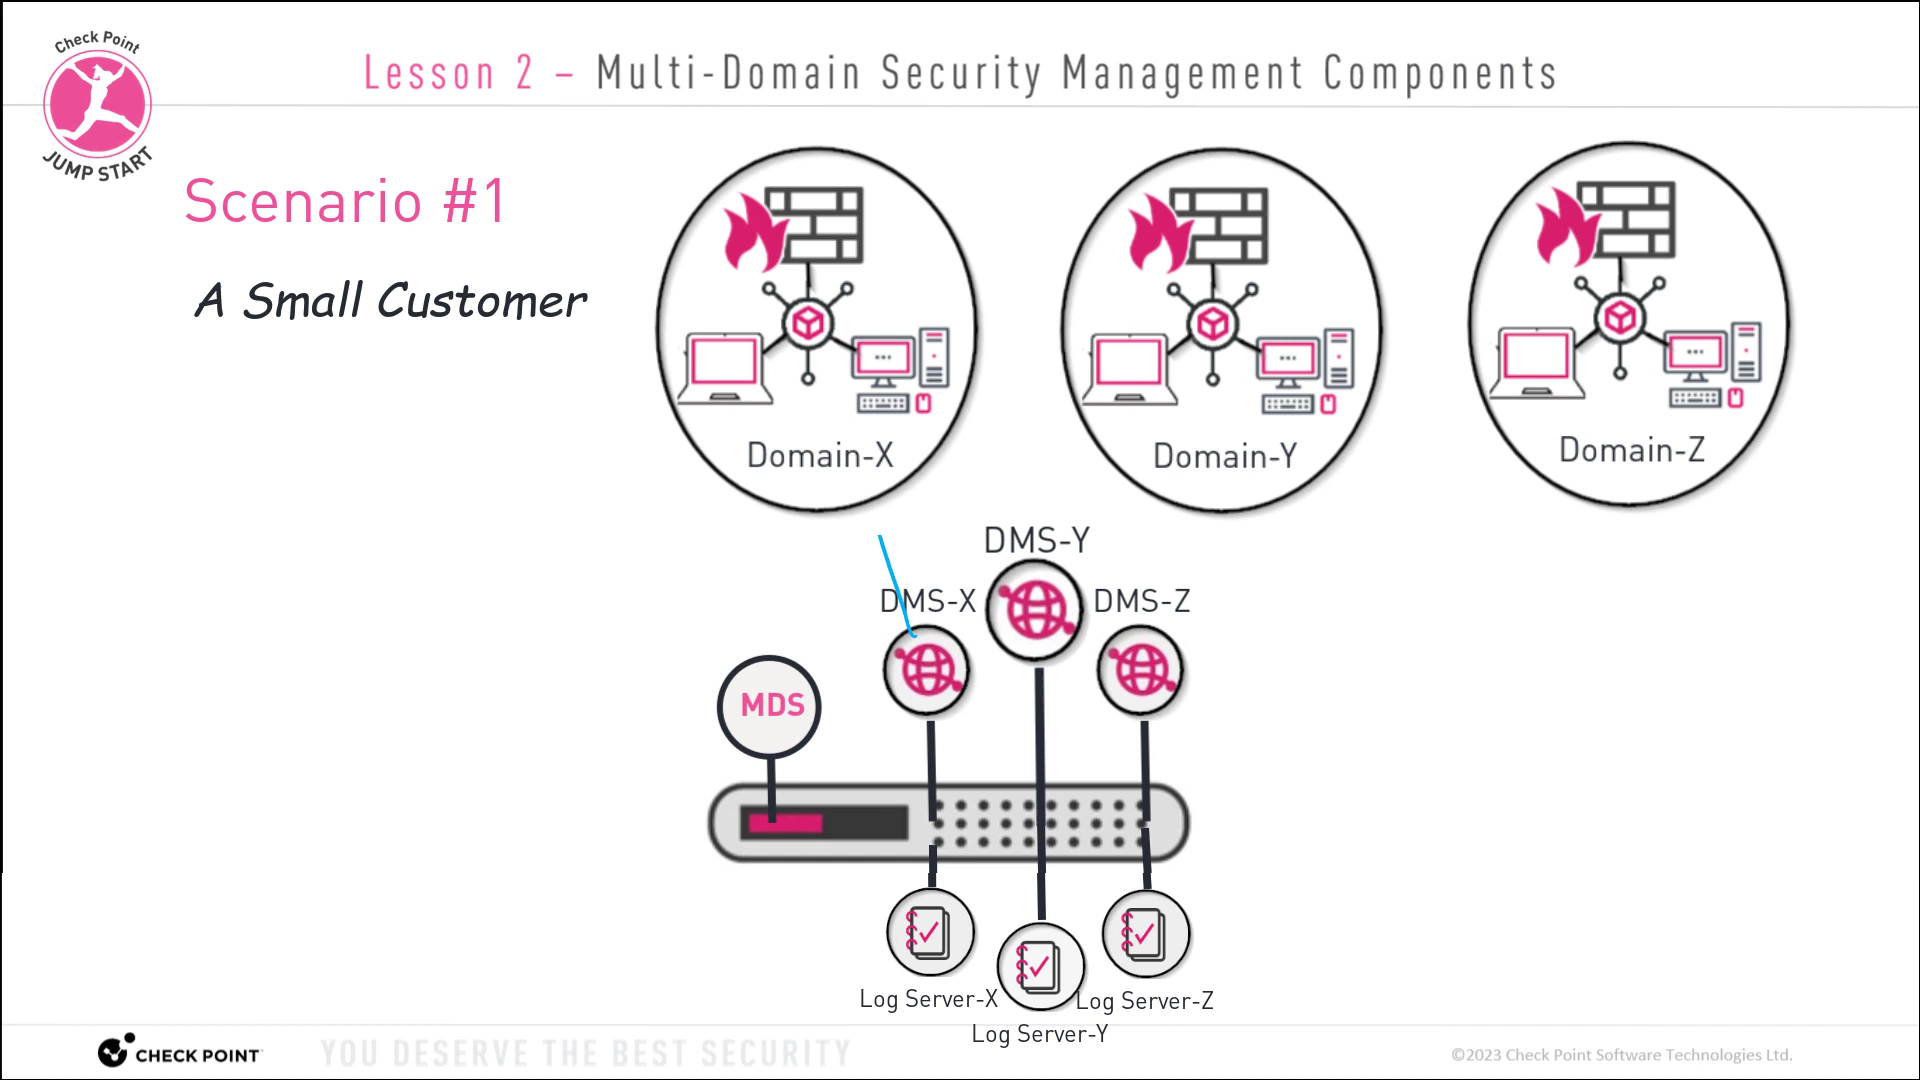 Check Point
JUMP START
Lesson 2 – Multi-Domain Security Management Components
Scenario #1
A Small Customer
Domain-X
Domain-Y
Domain-Z
DMS-Y
DMS-X
DMS-Z
MDS
Log Server-X
Log Server-Z
Log Server-Y
CHECK POINT
YOU DESERVE THE BEST SECURITY
©2023 Check Point Software Technologies Ltd.